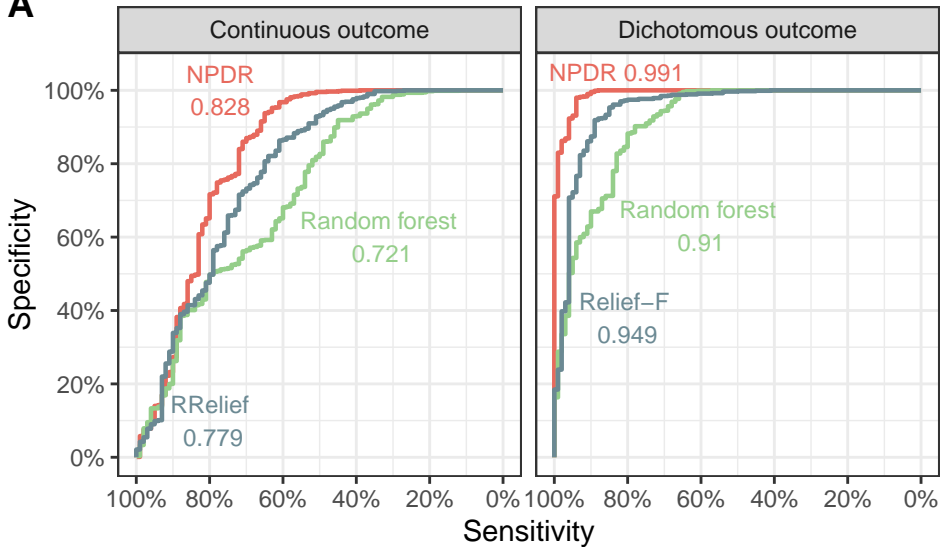 A
Continuous outcome
Dichotomous outcome
Specificity
100%
80%
60%
40%
20%
0%
NPDR
0.828
Random forest
0.721
RRelief
0.779
NPDR 0.991
Random forest
0.91
Relief−F
0.949
100% 80% 60% 40% 20% 0%
100% 80% 60% 40% 20% 0%
Sensitivity